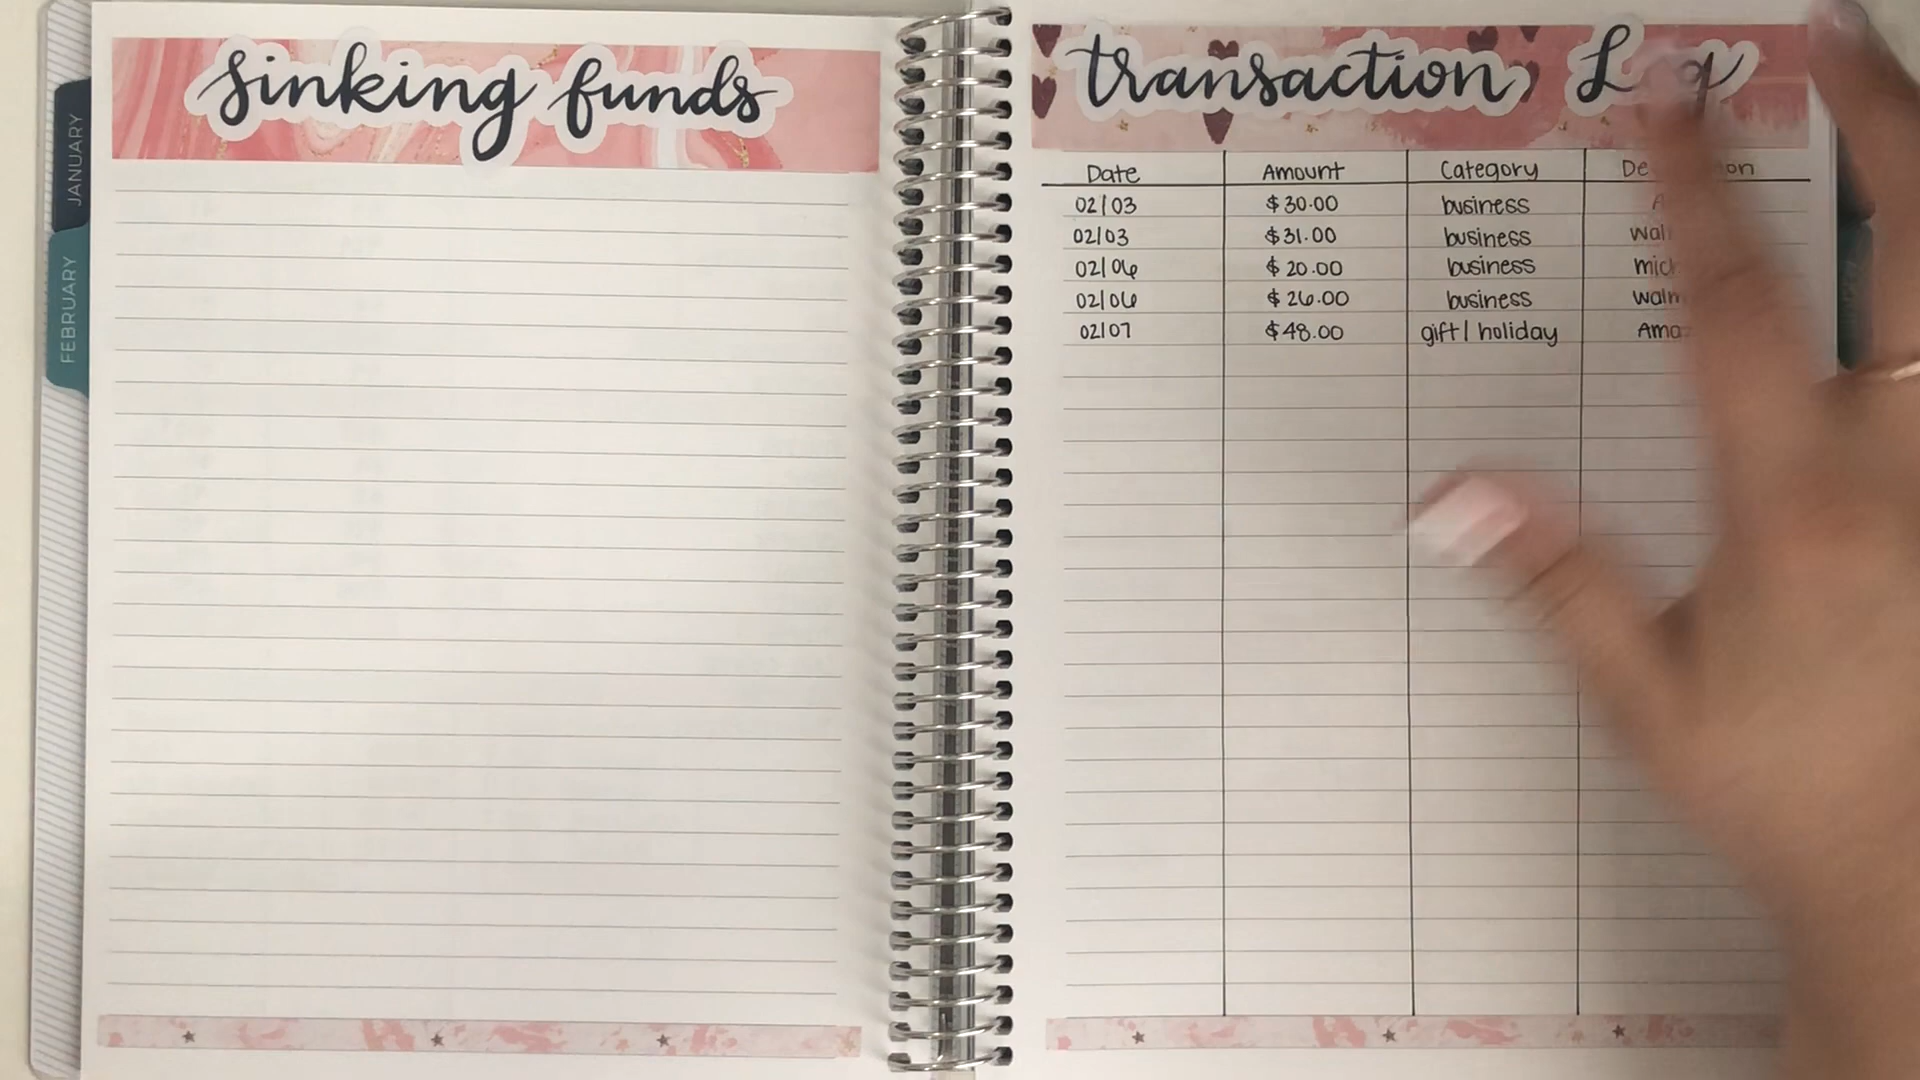 JANUARY
FEBRUARY
sinking funds
transaction
Date Amount Category
02/03 $30.00 business
02/03 $31.00 business
02/06 $20.00 business
02/06 $26.00 business
02/07 $48.00 gift/holiday